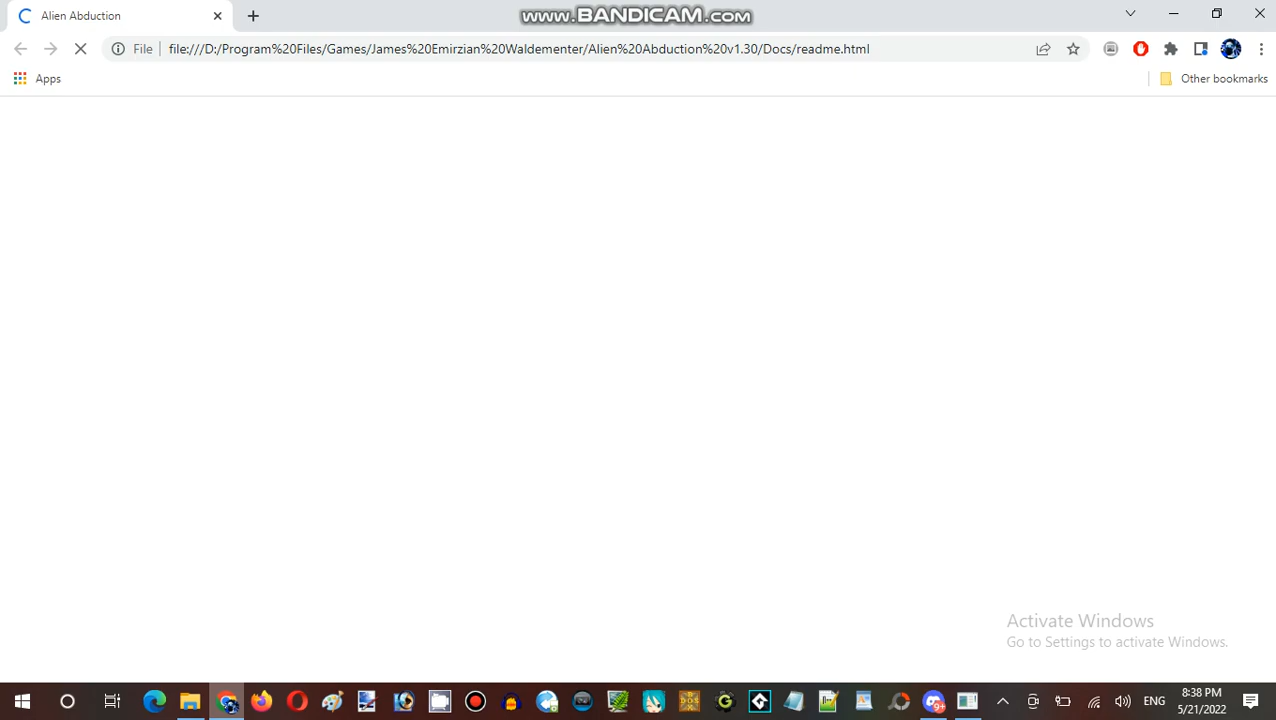 Alien Abduction
www.BANDICAM.com
File
file:///D:/Program%20Files/Games/James%20Emirzian%20Waldementer/Alien%20Abduction%20v1.30/Docs/readme.html
Apps
Other bookmarks
Activate Windows
Go to Settings to activate Windows.
ENG
8:38 PM
5/21/2022